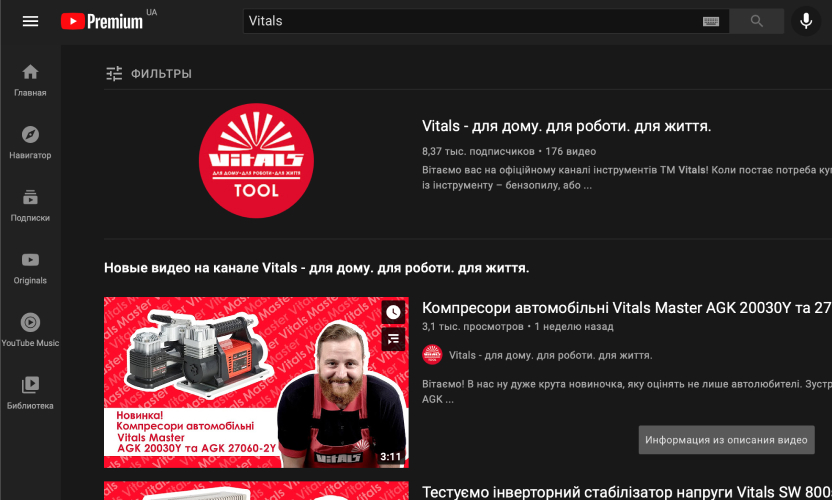 Premium UA
Vitals
ФИЛЬТРЫ
Главная
Навигатор
Подписки
Originals
YouTube Music
Библиотека
VITALS
ДЛЯ ДОМУ•ДЛЯ РОБОТИ•ДЛЯ ЖИТТЯ
TOOL
Vitals - для дому. для роботи. для життя.
8,37 тыс. подписчиков • 176 видео
Вітаємо вас на офіційному каналі інструментів ТМ Vitals! Коли постає потреба
із інструменту – бензопилу, або ...
Новые видео на канале Vitals - для дому. для роботи. для життя.
Vitals Master
Новинка!
Компресори автомобільні
Vitals Master
AGK 20030Y та AGK 27060-2Y
VITALS
3:11
Компресори автомобільні Vitals Master AGK 20030Y та 27
3,1 тыс. просмотров • 1 неделю назад
Vitals - для дому. для роботи. для життя.
Вітаємо! В нас ну дуже крута новиночка, яку оцінять не лише автолюбителі.
AGK ...
Информация из описания видео
Тестуємо інверторний стабілізатор напруги Vitals SW 800